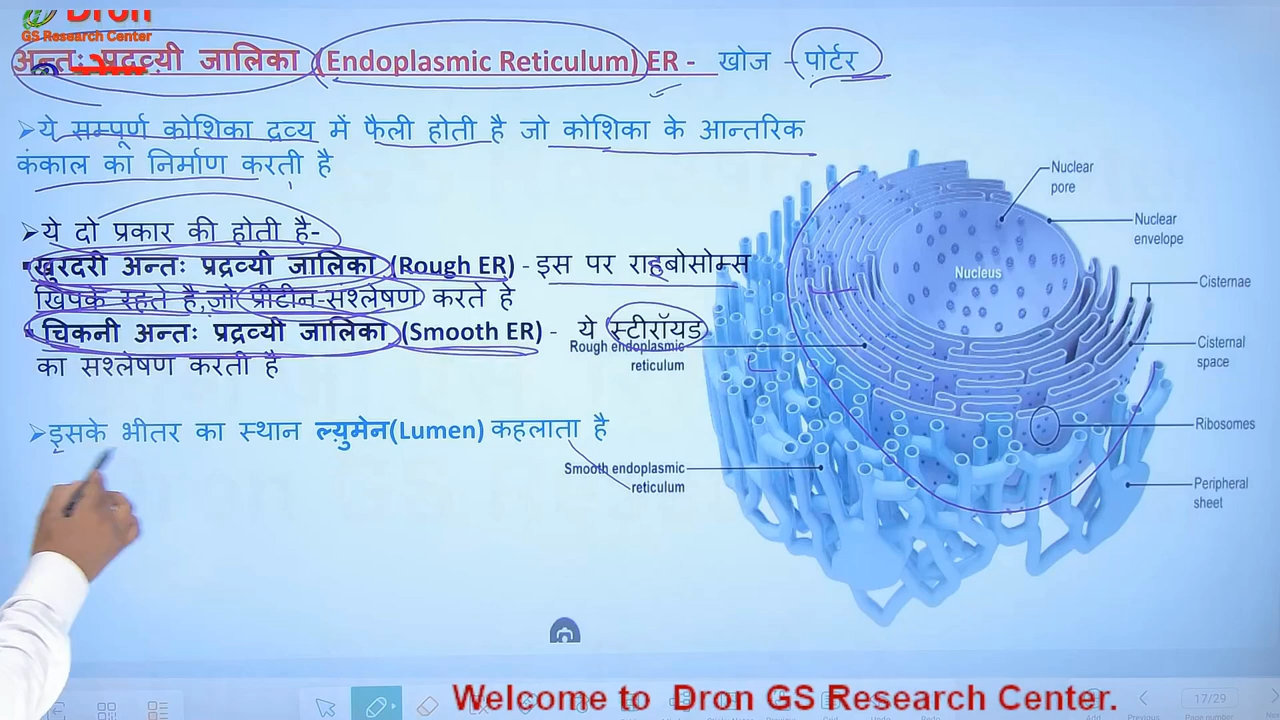 Dron
GS Research Center
अन्तः प्रद्रव्यी जालिका (Endoplasmic Reticulum) ER - खोज - पोर्टर
➢ये सम्पूर्ण कोशिका द्रव्य में फैली होती है जो कोशिका के आन्तरिक
कंकाल का निर्माण करती है
➢ये दो प्रकार की होती है-
▪खुरदरी अन्तः प्रद्रव्यी जालिका (Rough ER) - इस पर राइबोसोम्स
चिपके रहते है,जो प्रोटीन-संश्लेषण करते है
▪ चिकनी अन्तः प्रद्रव्यी जालिका (Smooth ER) - ये स्टीरॉयड
का संश्लेषण करती है
➢इसके भीतर का स्थान ल्युमेन(Lumen) कहलाता है
Nuclear
pore
Nuclear
envelope
Nucleus
Cisternae
Cisternal
space
Rough endoplasmic
reticulum
Ribosomes
Smooth endoplasmic
reticulum
Peripheral
sheet
17/29
Welcome to Dron GS Research Center.